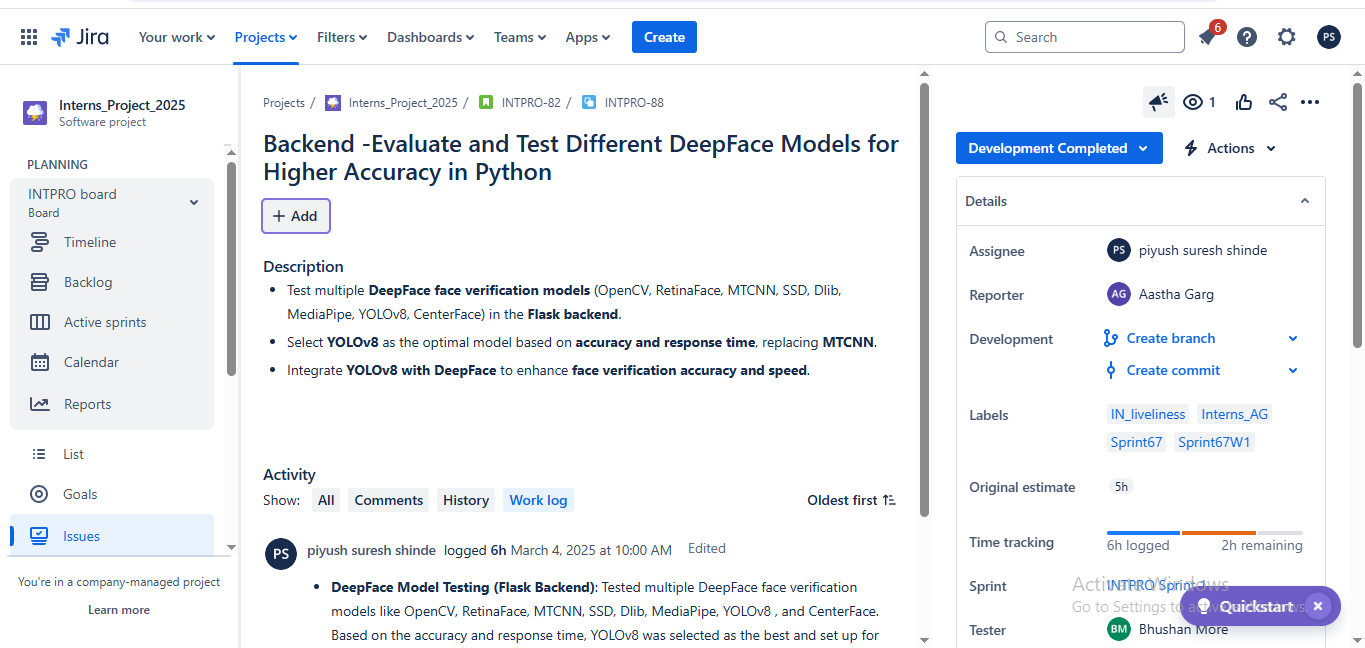 Jira
Your work
Projects
Filters
Dashboards
Teams
Apps
Create
Search
6
PS
Interns_Project_2025
Software project
PLANNING
INTPRO board
Board
Timeline
Backlog
Active sprints
Calendar
Reports
List
Goals
Issues
You're in a company-managed project
Learn more
Projects / Interns_Project_2025 / INTPRO-82 / INTPRO-88
Backend -Evaluate and Test Different DeepFace Models for
Higher Accuracy in Python
+ Add
Description
• Test multiple DeepFace face verification models (OpenCV, RetinaFace, MTCNN, SSD, Dlib,
MediaPipe, YOLOv8, CenterFace) in the Flask backend.
• Select YOLOv8 as the optimal model based on accuracy and response time, replacing MTCNN.
• Integrate YOLOv8 with DeepFace to enhance face verification accuracy and speed.
Activity
Show: All Comments History Work log Oldest first
PS piyush suresh shinde logged 6h March 4, 2025 at 10:00 AM Edited
• DeepFace Model Testing (Flask Backend): Tested multiple DeepFace face verification
models like OpenCV, RetinaFace, MTCNN, SSD, Dlib, MediaPipe, YOLOv8 , and CenterFace.
Based on the accuracy and response time, YOLOv8 was selected as the best and set up for
1
Development Completed
Actions
Details
Assignee PS piyush suresh shinde
Reporter AG Aastha Garg
Development Create branch
Create commit
Labels IN_liveliness Interns_AG
Sprint67 Sprint67W1
Original estimate 5h
Time tracking 6h logged 2h remaining
Sprint INTPRO Sprint
Activate Windows
Go to Settings to
Quickstart
Tester BM Bhushan More